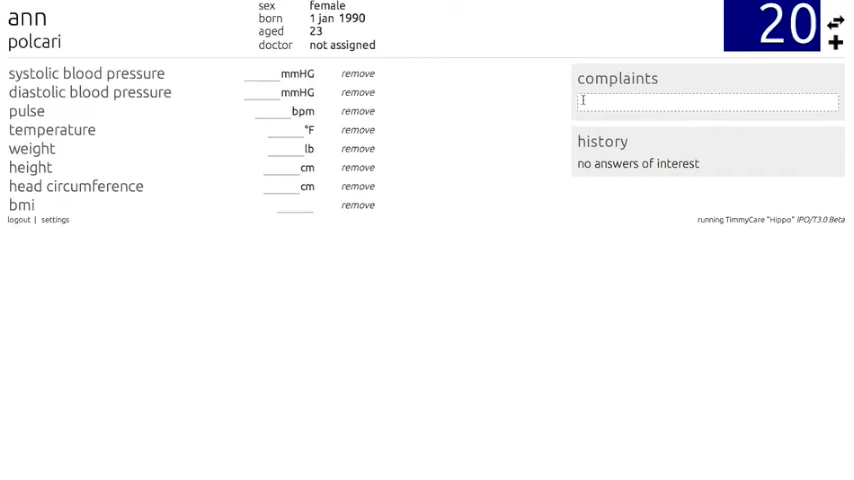 ann
polcari
sex female
born 1 jan 1990
aged 23
doctor not assigned
20
systolic blood pressure mmHG remove
diastolic blood pressure mmHG remove
pulse bpm remove
temperature °F remove
weight lb remove
height cm remove
head circumference cm remove
bmi remove
complaints
history
no answers of interest
logout | settings
running TimmyCare "Hippo" IPO/T3.0 Beta